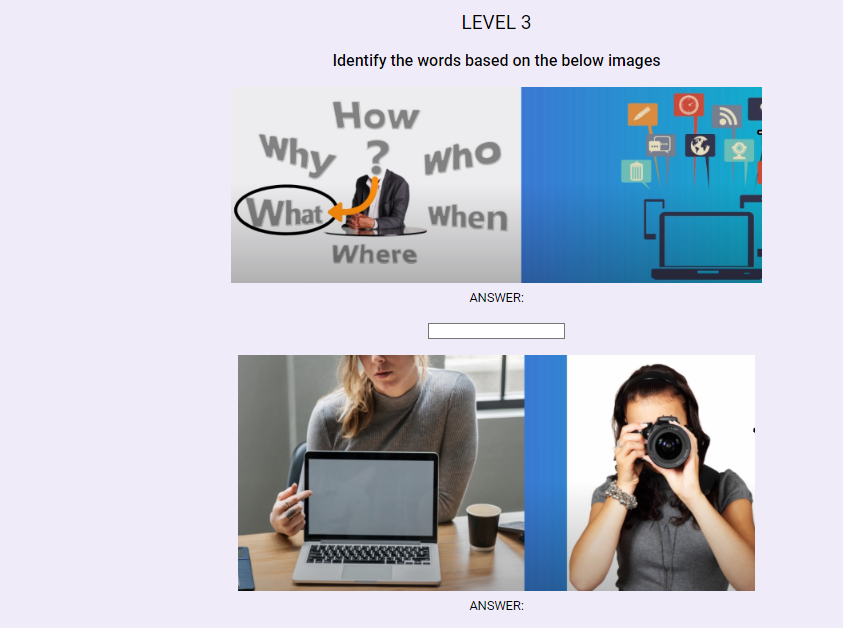 LEVEL 3
Identify the words based on the below images
How
Why
?
Who
What
When
Where
ANSWER:
ANSWER: